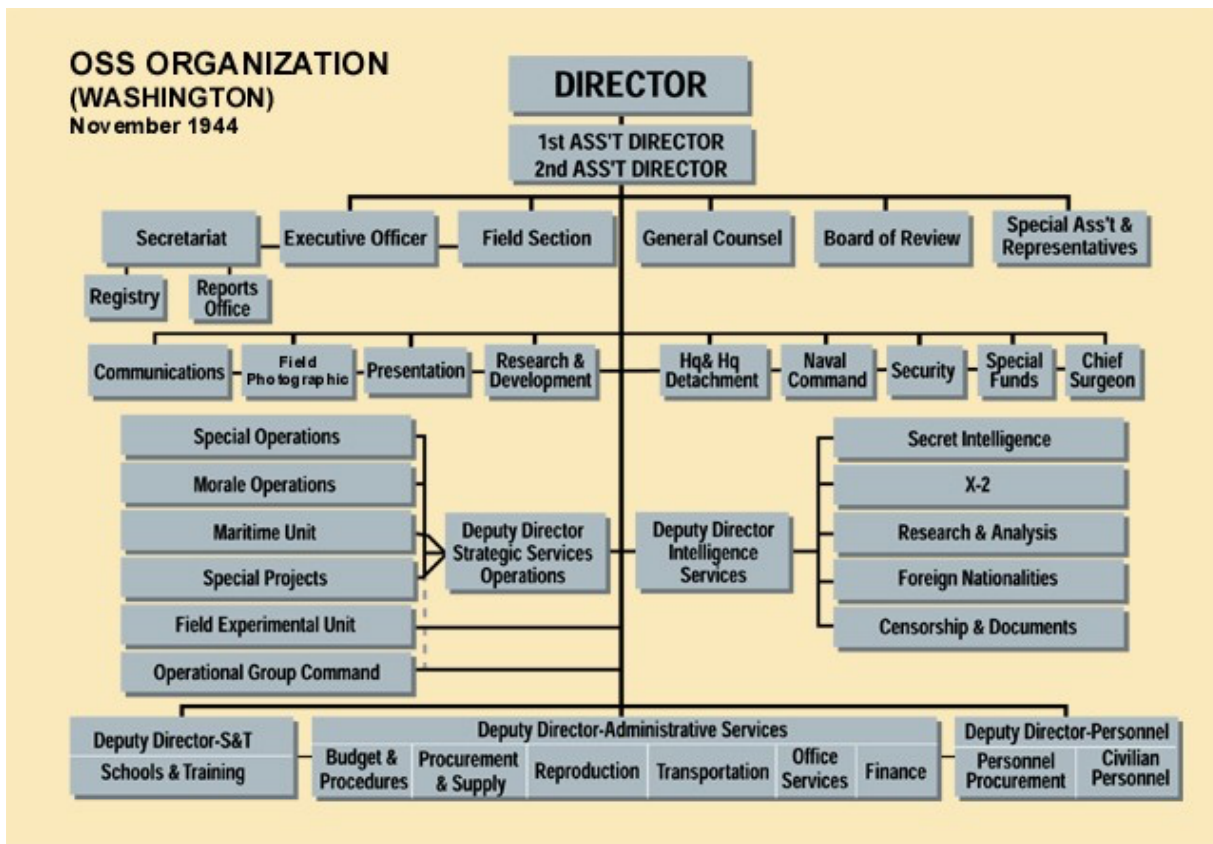 OSS ORGANIZATION
(WASHINGTON)
November 1944
DIRECTOR
1st ASS'T DIRECTOR
2nd ASS'T DIRECTOR
Secretariat
Executive Officer
Field Section
General Counsel
Board of Review
Special Ass't &
Representatives
Registry
Reports
Office
Communications
Field
Photographic
Presentation
Research &
Development
Hq& Hq
Detachment
Naval
Command
Security
Special
Funds
Chief
Surgeon
Special Operations
Morale Operations
Maritime Unit
Special Projects
Field Experimental Unit
Operational Group Command
Deputy Director
Strategic Services
Operations
Deputy Director
Intelligence
Services
Secret Intelligence
X-2
Research & Analysis
Foreign Nationalities
Censorship & Documents
Deputy Director-S&T
Schools & Training
Deputy Director-Administrative Services
Budget &
Procedures
Procurement
& Supply
Reproduction
Transportation
Office
Services
Finance
Deputy Director-Personnel
Personnel
Procurement
Civilian
Personnel